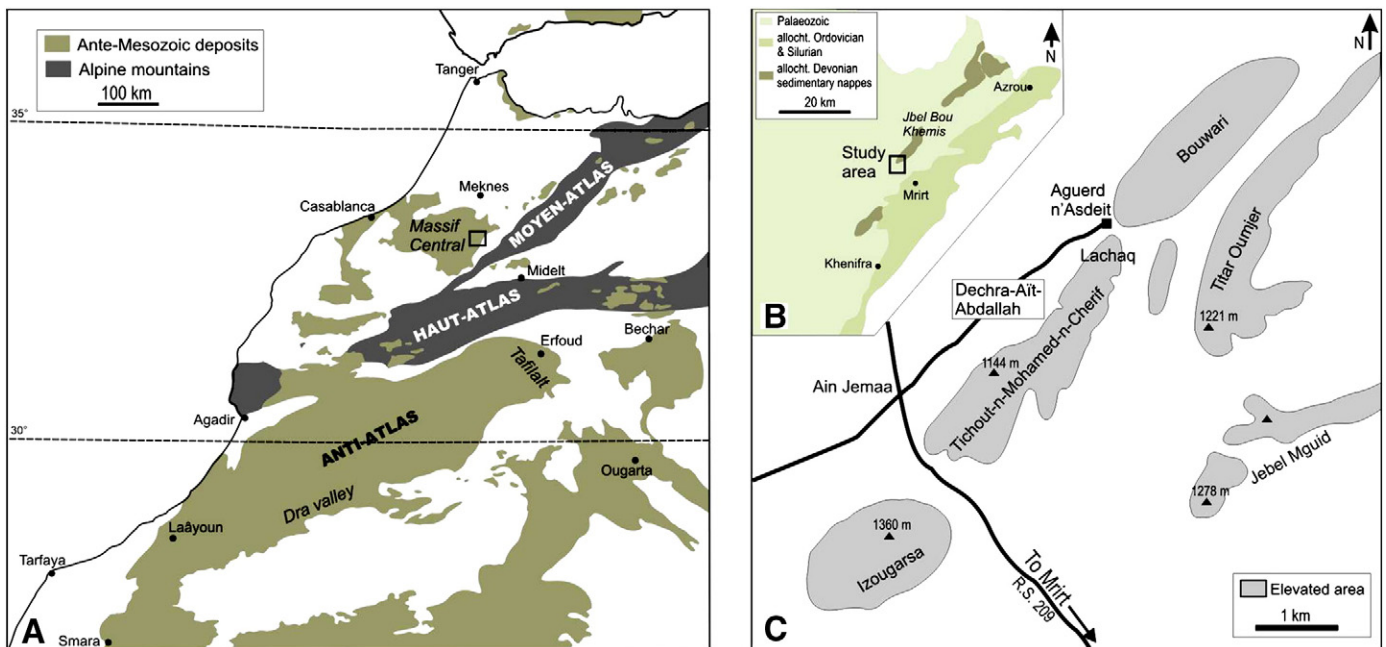 Ante-Mesozoic deposits
Alpine mountains
100 km
Tanger
35°
Meknes
Casablanca
Massif
Central
MOYEN-ATLAS
Midelt
HAUT-ATLAS
Bechar
Erfoud
Tafilalt
Agadir
ANTI-ATLAS
30°
Ougarta
Dra valley
Laâyoun
Tarfaya
Smara
A
Palaeozoic
allocht. Ordovician
& Silurian
allocht. Devonian
sedimentary nappes
20 km
N
Azrou
Jbel Bou
Khemis
Study
area
Mrirt
Khenifra
B
N
Bouwari
Aguerd
n'Asdeit
Lachaq
Titar Oumjer
1221 m
Dechra-Aït-
Abdallah
1144 m
Tichout-n-Mohamed-n-Cherif
Ain Jemaa
Jebel Mguid
1278 m
1360 m
Izougarsa
To Mrirt
R.S. 209
Elevated area
1 km
C